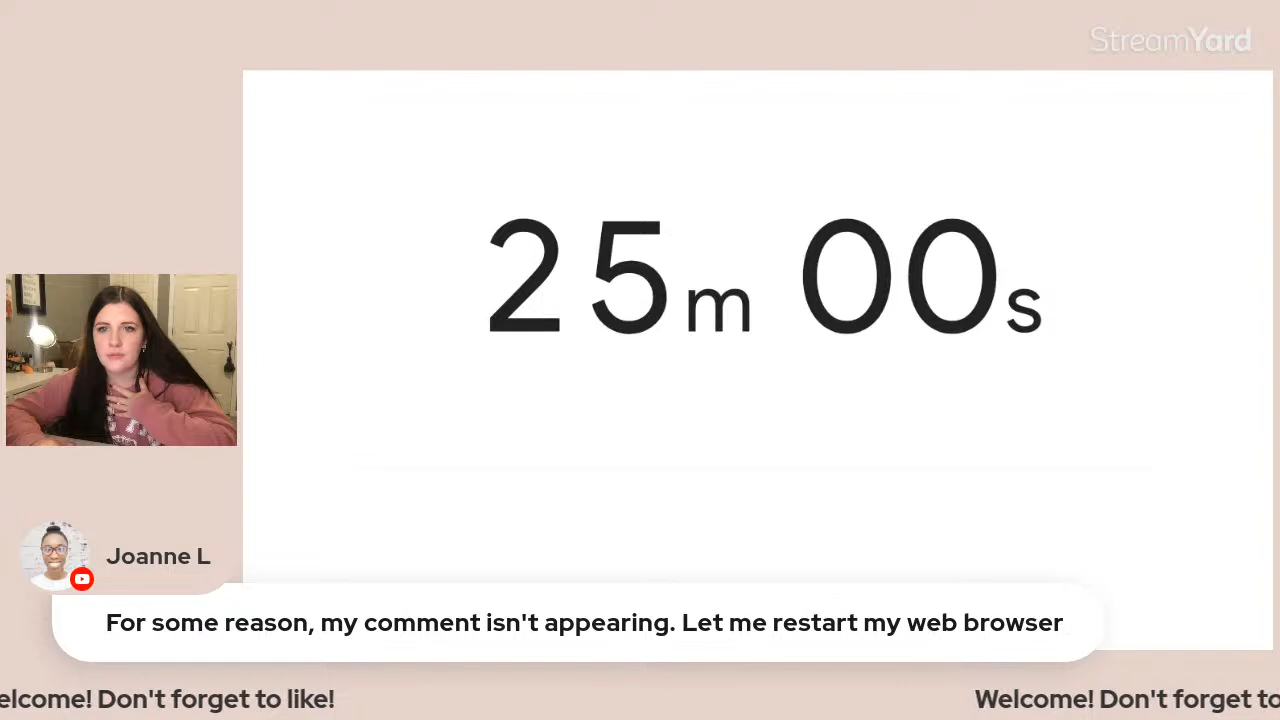 StreamYard
25m 00s
Joanne L
For some reason, my comment isn't appearing. Let me restart my web browser
elcome! Don't forget to like!
Welcome! Don't forget to